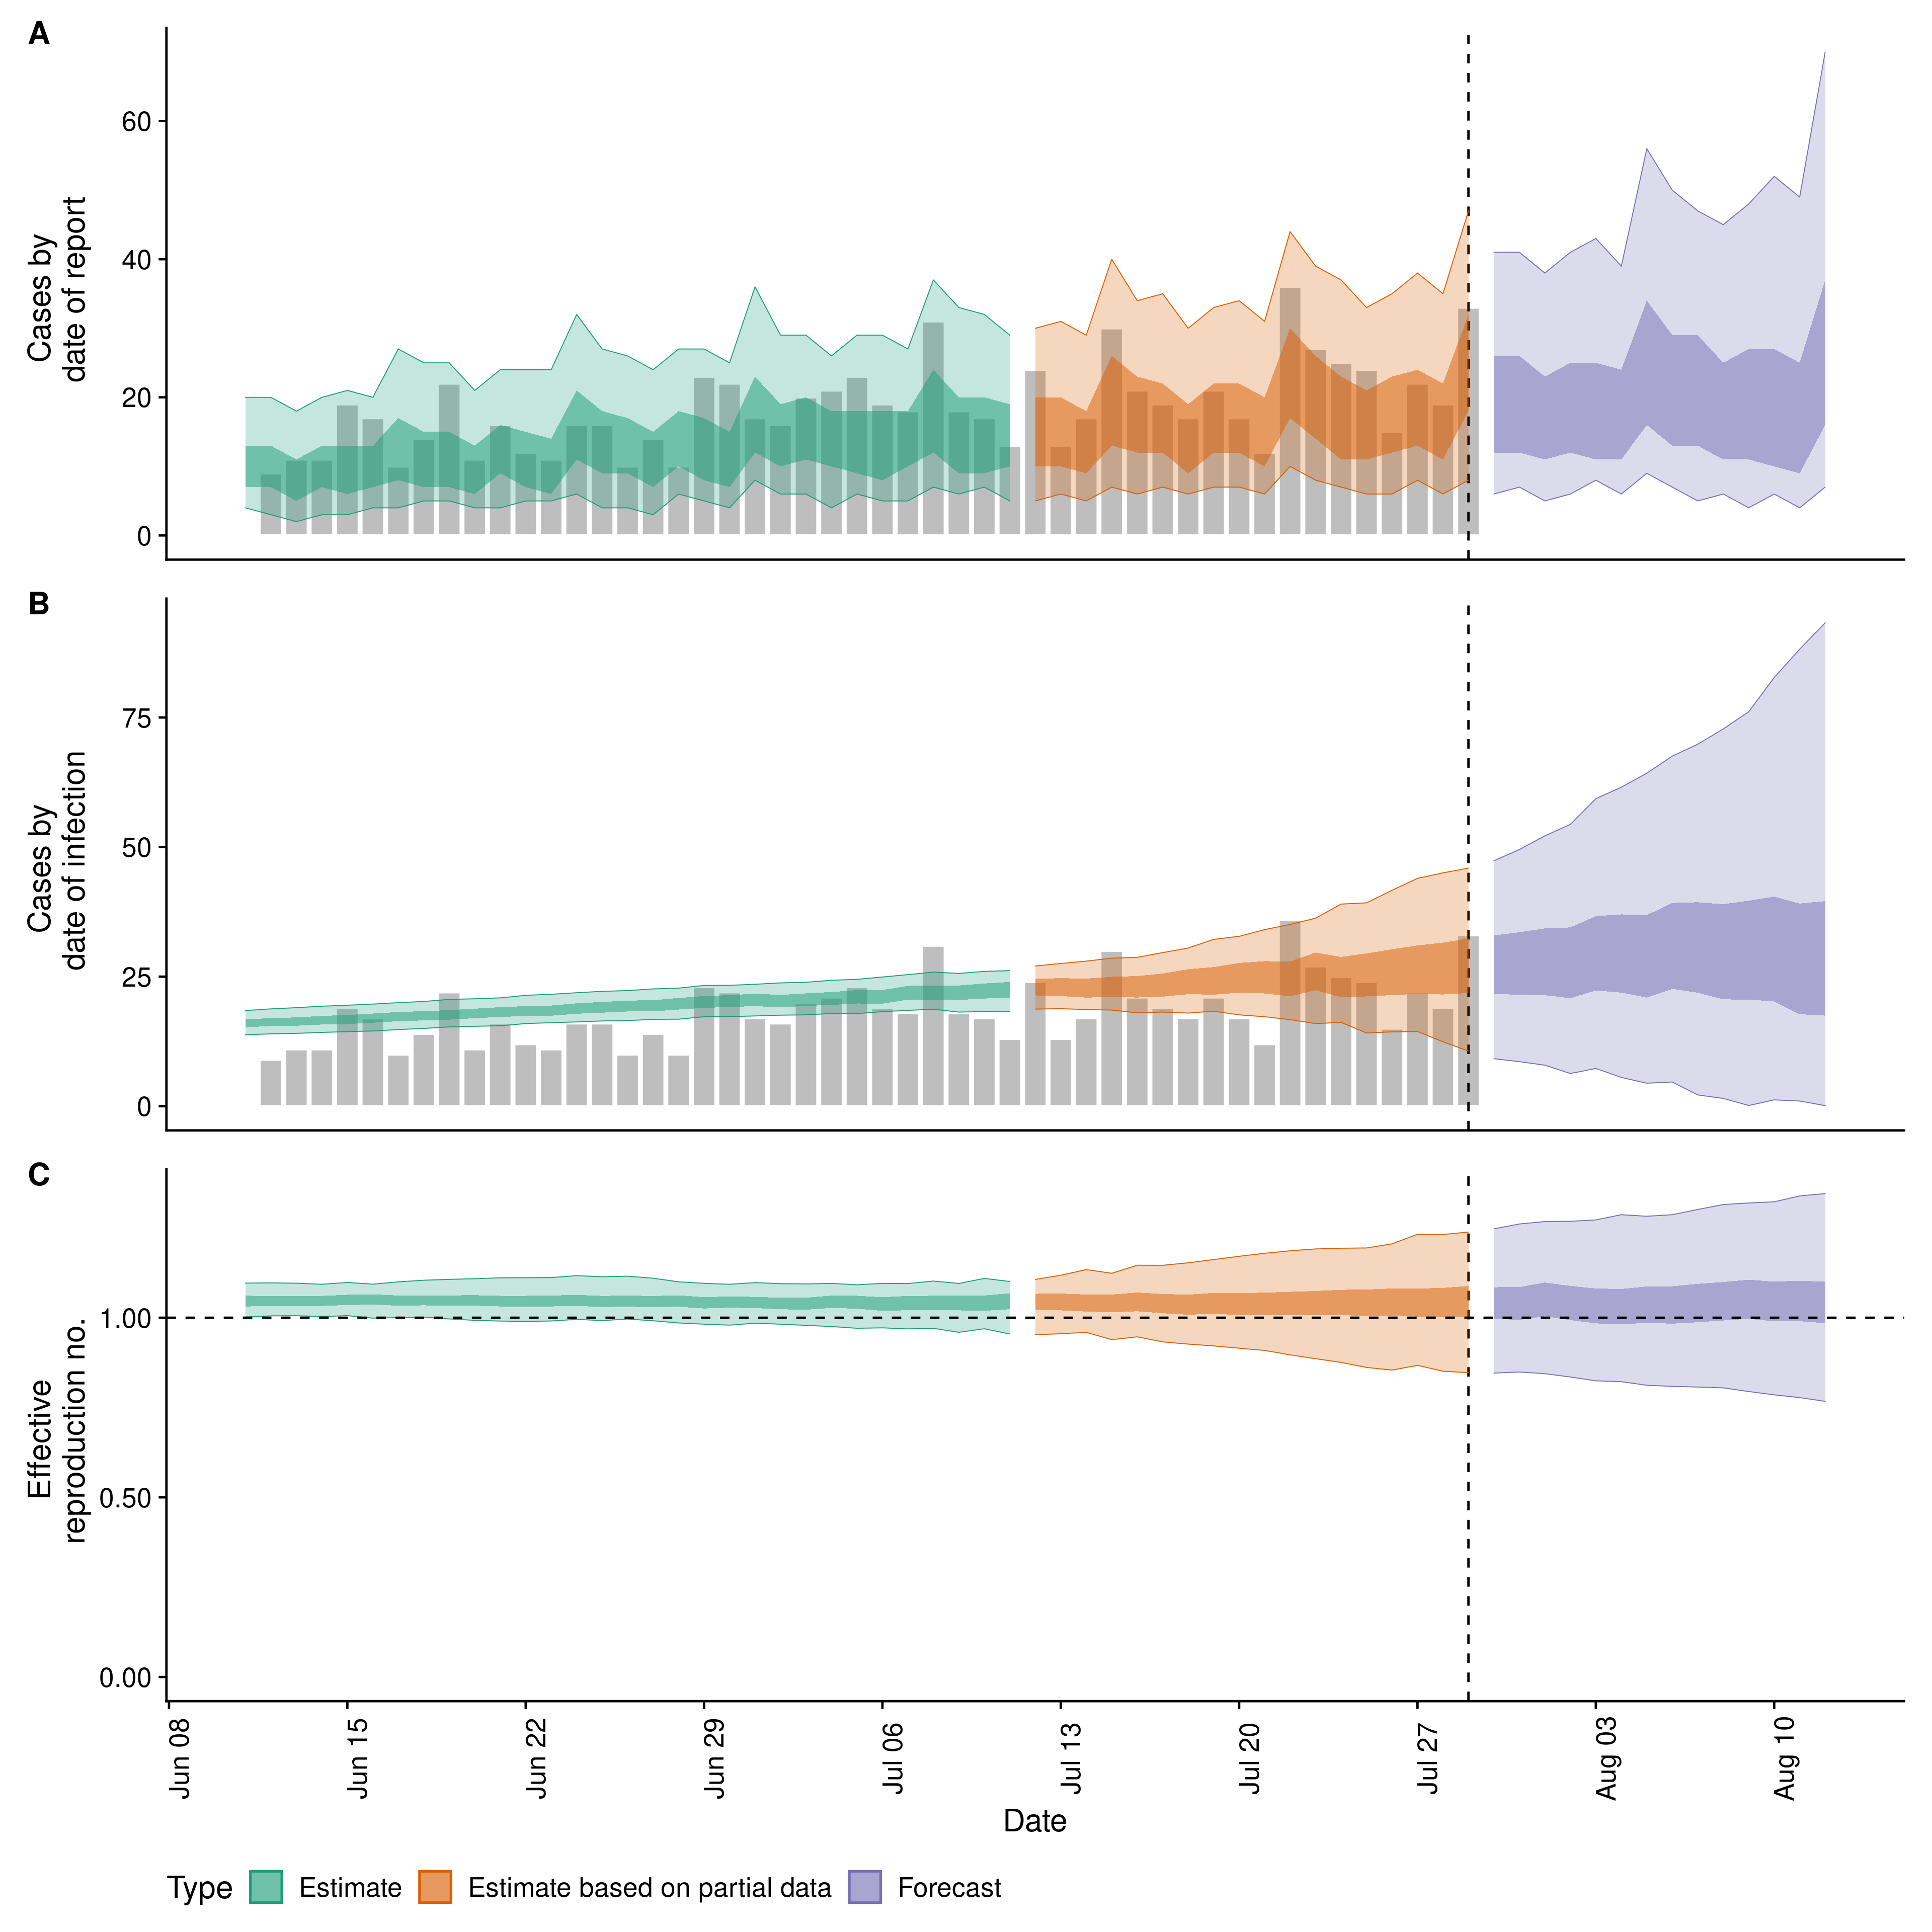 A
Cases by
date of report
60
40
20
0
B
Cases by
date of infection
75
50
25
0
C
Effective
reproduction no.
1.00
0.50
0.00
Jun 08
Jun 15
Jun 22
Jun 29
Jul 06
Jul 13
Jul 20
Jul 27
Aug 03
Aug 10
Date
Type Estimate Estimate based on partial data Forecast